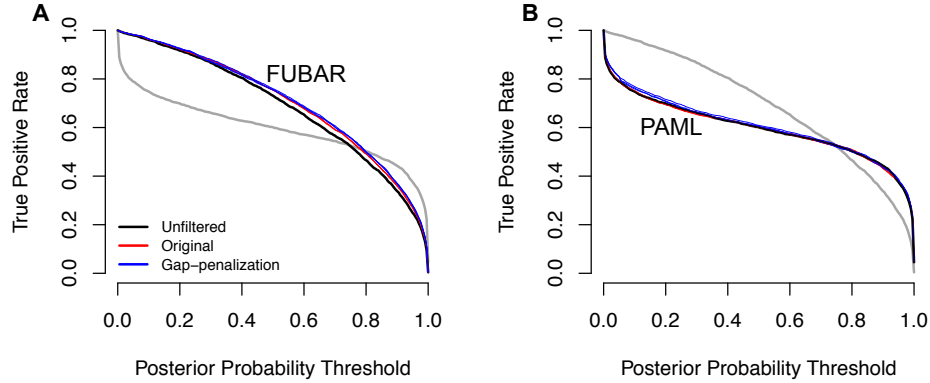 A
True Positive Rate
1.0
0.8
0.6
0.4
0.2
0.0
FUBAR
Unfiltered
Original
Gap−penalization
0.0 0.2 0.4 0.6 0.8 1.0
Posterior Probability Threshold
B
True Positive Rate
1.0
0.8
0.6
0.4
0.2
0.0
PAML
0.0 0.2 0.4 0.6 0.8 1.0
Posterior Probability Threshold